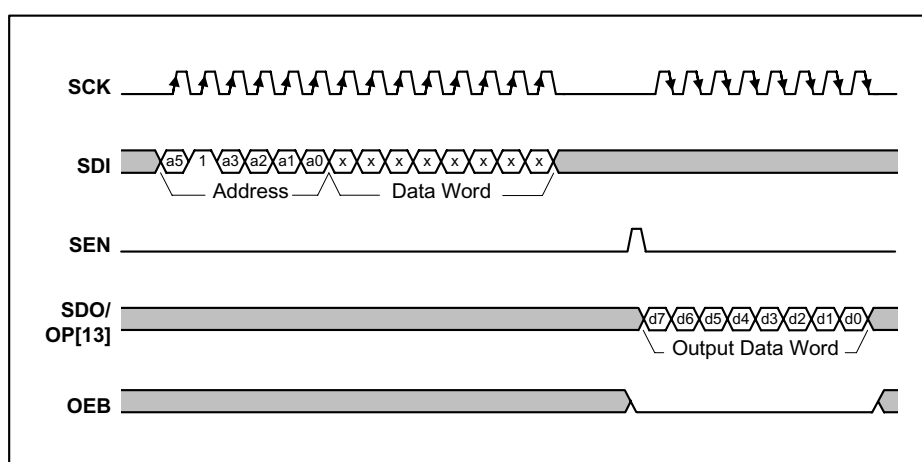 SCK
SDI
a5 1 a3 a2 a1 a0 x x x x x x x x
Address Data Word
SEN
SDO/
OP[13]
d7 d6 d5 d4 d3 d2 d1 d0
Output Data Word
OEB